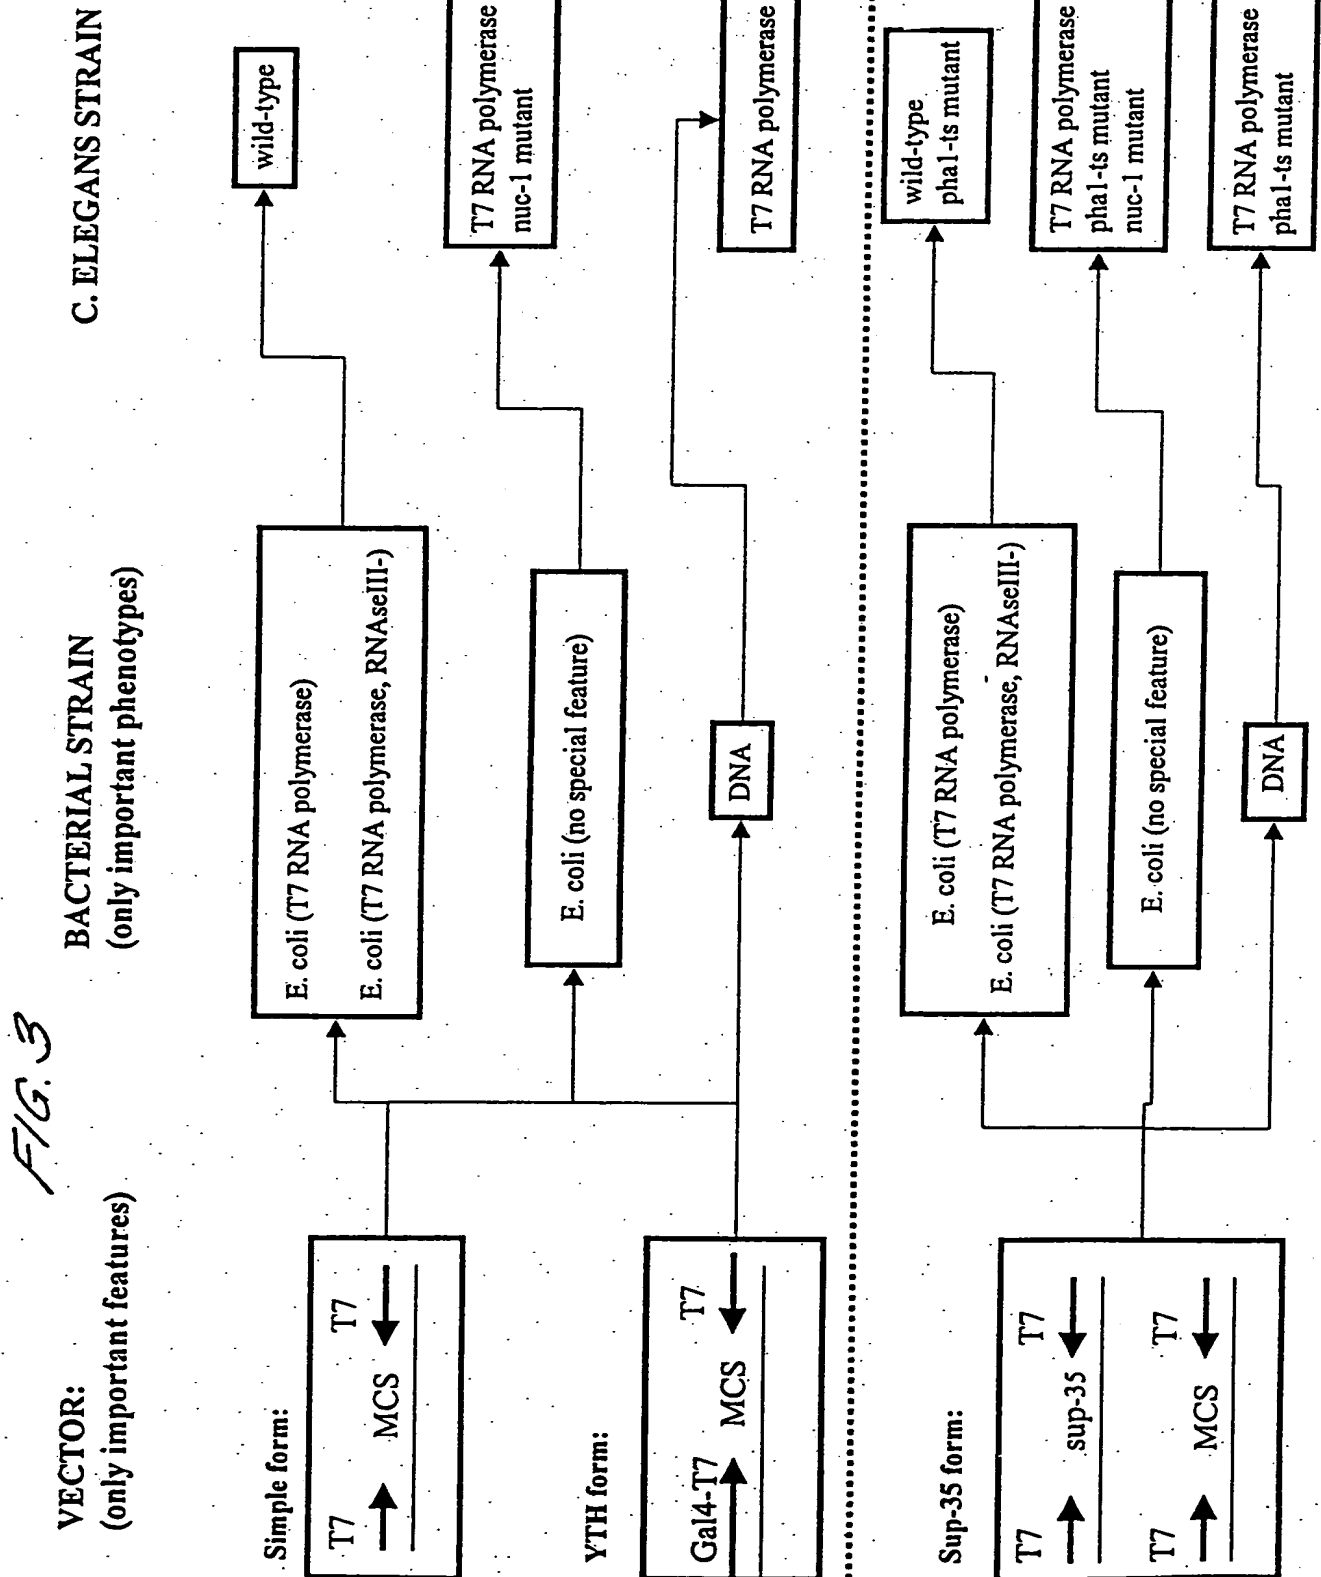 FIG. 3
VECTOR:
(only important features)
BACTERIAL STRAIN
(only important phenotypes)
C. ELEGANS STRAIN
Simple form:
T7 T7
MCS
E. coli (T7 RNA polymerase)
E. coli (T7 RNA polymerase, RNAseIII-)
wild-type
E. coli (no special feature)
T7 RNA polymerase
nuc-1 mutant
YTH form:
Gal4-T7 T7
MCS
DNA
T7 RNA polymerase
Sup-35 form:
T7 T7
sup-35
T7 T7
MCS
E. coli (T7 RNA polymerase)
E. coli (T7 RNA polymerase, RNAseIII-)
wild-type
pha1-ts mutant
E. coli (no special feature)
T7 RNA polymerase
pha1-ts mutant
nuc-1 mutant
DNA
T7 RNA polymerase
pha1-ts mutant